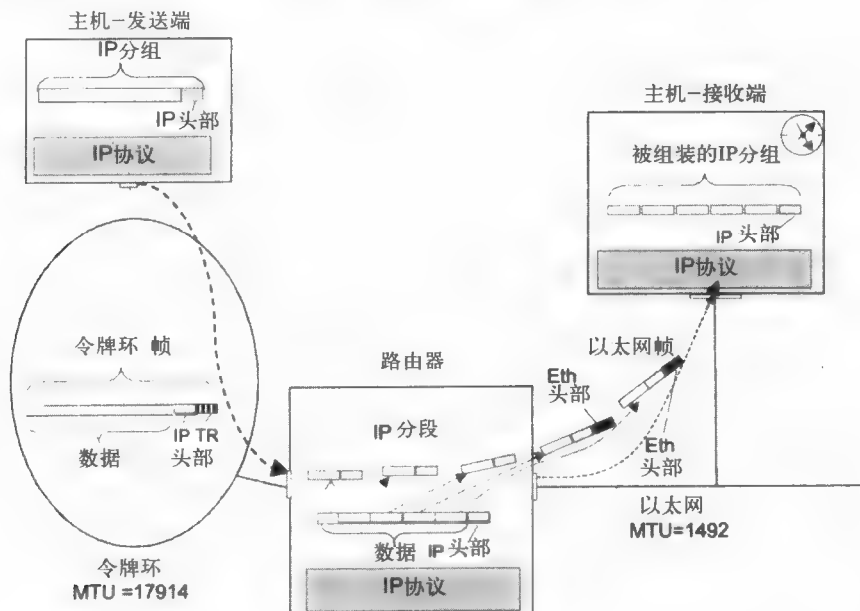 主机-发送端
IP分组
IP 头部
IP协议
主机-接收端
被组装的IP分组
IP 头部
IP协议
令牌环 帧
IP TR
头部
数据
令牌环
MTU =17914
路由器
IP 分段
数据
IP 头部
IP协议
以太网帧
Eth
头部
Eth
头部
以太网
MTU=1492